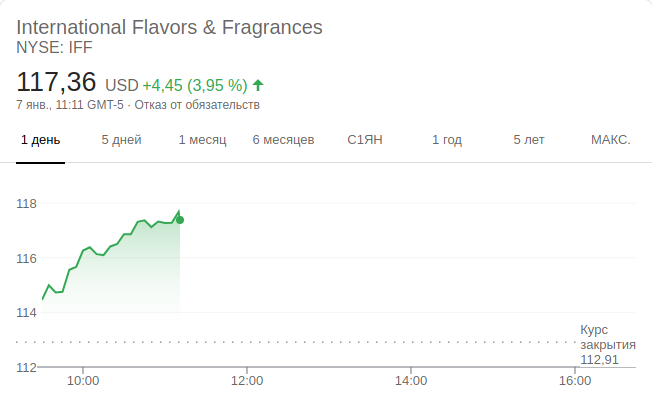 International Flavors & Fragrances
NYSE: IFF
117,36 USD +4,45 (3,95 %)
7 янв., 11:11 GMT-5 · Отказ от обязательств
1 день 5 дней 1 месяц 6 месяцев С1ЯН 1 год 5 лет МАКС.
118
116
114
Курс
закрытия
112,91
112
10:00 12:00 14:00 16:00